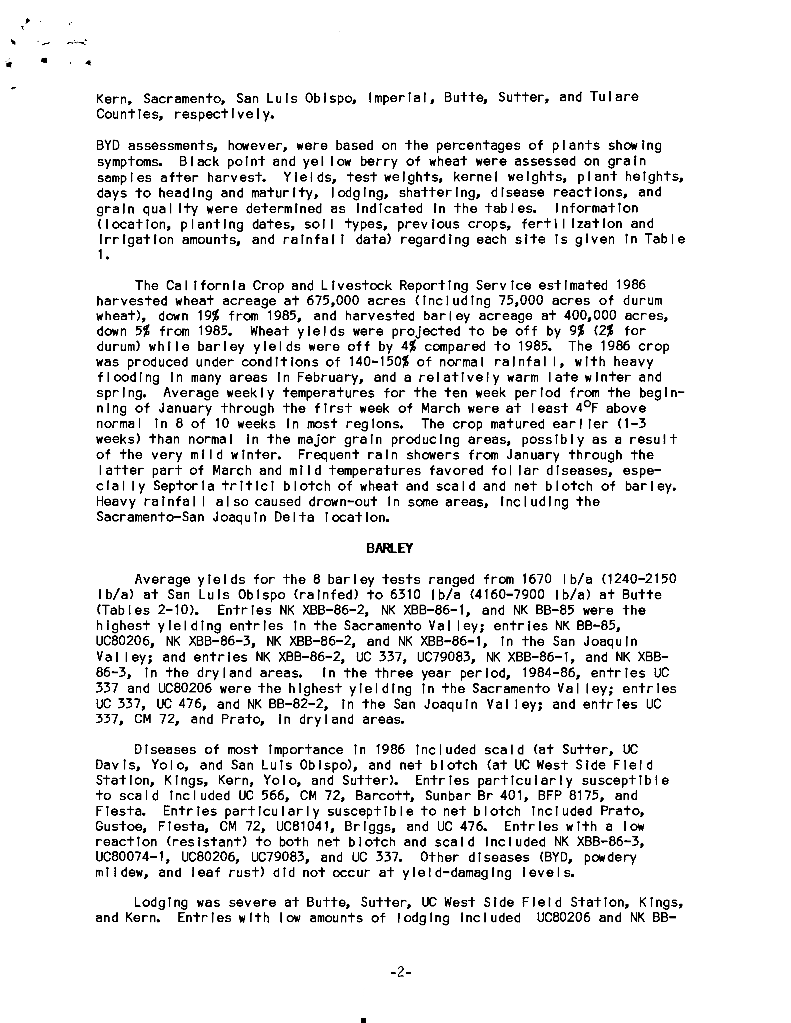 Kern, Sacramento, San Luis Obispo, Imperial, Butte, Sutter, and Tulare
Counties, respectively.
BYD assessments, however, were based on the percentages of plants showing
symptoms. Black point and yellow berry of wheat were assessed on grain
samples after harvest. Yields, test weights, kernel weights, plant heights,
days to heading and maturity, lodging, shattering, disease reactions, and
grain quality were determined as indicated in the tables. Information
(location, planting dates, soil types, previous crops, fertilization and
irrigation amounts, and rainfall data) regarding each site is given in Table
1.
The California Crop and Livestock Reporting Service estimated 1986
harvested wheat acreage at 675,000 acres (including 75,000 acres of durum
wheat), down 19% from 1985, and harvested barley acreage at 400,000 acres,
down 5% from 1985. Wheat yields were projected to be off by 9% (2% for
durum) while barley yields were off by 4% compared to 1985. The 1986 crop
was produced under conditions of 140-150% of normal rainfall, with heavy
flooding in many areas in February, and a relatively warm late winter and
spring. Average weekly temperatures for the ten week period from the begin-
ning of January through the first week of March were at least 4°F above
normal in 8 of 10 weeks in most regions. The crop matured earlier (1-3
weeks) than normal in the major grain producing areas, possibly as a result
of the very mild winter. Frequent rain showers from January through the
latter part of March and mild temperatures favored foliar diseases, espe-
cially Septoria tritici blotch of wheat and scald and net blotch of barley.
Heavy rainfall also caused drown-out in some areas, including the
Sacramento-San Joaquin Delta location.
BARLEY
Average yields for the 8 barley tests ranged from 1670 lb/a (1240-2150
lb/a) at San Luis Obispo (rainfed) to 6310 lb/a (4160-7900 lb/a) at Butte
(Tables 2-10). Entries NK XBB-86-2, NK XBB-86-1, and NK BB-85 were the
highest yielding entries in the Sacramento Valley; entries NK BB-85,
UC80206, NK XBB-86-3, NK XBB-86-2, and NK XBB-86-1, in the San Joaquin
Valley; and entries NK XBB-86-2, UC 337, UC79083, NK XBB-86-1, and NK XBB-
86-3, in the dryland areas. In the three year period, 1984-86, entries UC
337 and UC80206 were the highest yielding in the Sacramento Valley; entries
UC 337, UC 476, and NK BB-82-2, in the San Joaquin Valley; and entries UC
337, CM 72, and Prato, in dryland areas.
Diseases of most importance in 1986 included scald (at Sutter, UC
Davis, Yolo, and San Luis Obispo), and net blotch (at UC West Side Field
Station, Kings, Kern, Yolo, and Sutter). Entries particularly susceptible
to scald included UC 566, CM 72, Barcott, Sunbar Br 401, BFP 8175, and
Fiesta. Entries particularly susceptible to net blotch included Prato,
Gustoe, Fiesta, CM 72, UC81041, Briggs, and UC 476. Entries with a low
reaction (resistant) to both net blotch and scald included NK XBB-86-3,
UC80074-1, UC80206, UC79083, and UC 337. Other diseases (BYD, powdery
mildew, and leaf rust) did not occur at yield-damaging levels.
Lodging was severe at Butte, Sutter, UC West Side Field Station, Kings,
and Kern. Entries with low amounts of lodging included UC80206 and NK BB-
-2-